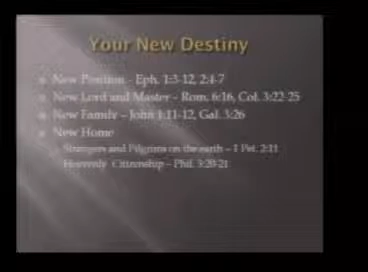 Your New Destiny
New Position - Eph. 1:3-12, 2:4-7
New Lord and Master – Rom. 6:16, Col. 3:22-25
New Family – John 1:11-12, Gal. 3:26
New Home
Strangers and Pilgrims on the earth – 1 Pet. 2:11
Heavenly Citizenship – Phil. 3:20-21